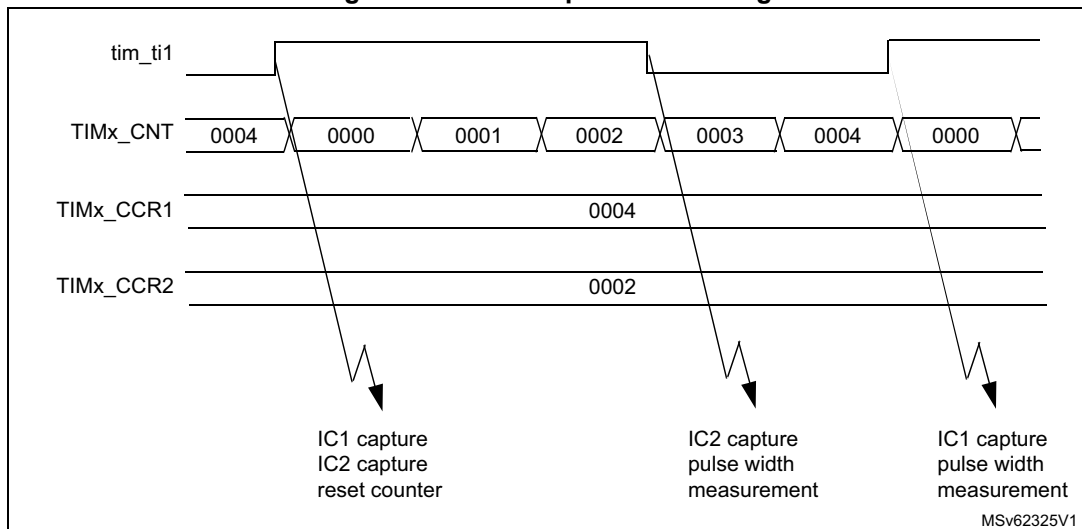 tim_ti1
TIMx_CNT 0004 0000 0001 0002 0003 0004 0000
TIMx_CCR1 0004
TIMx_CCR2 0002
IC1 capture
IC2 capture
reset counter
IC2 capture
pulse width
measurement
IC1 capture
pulse width
measurement
MSv62325V1